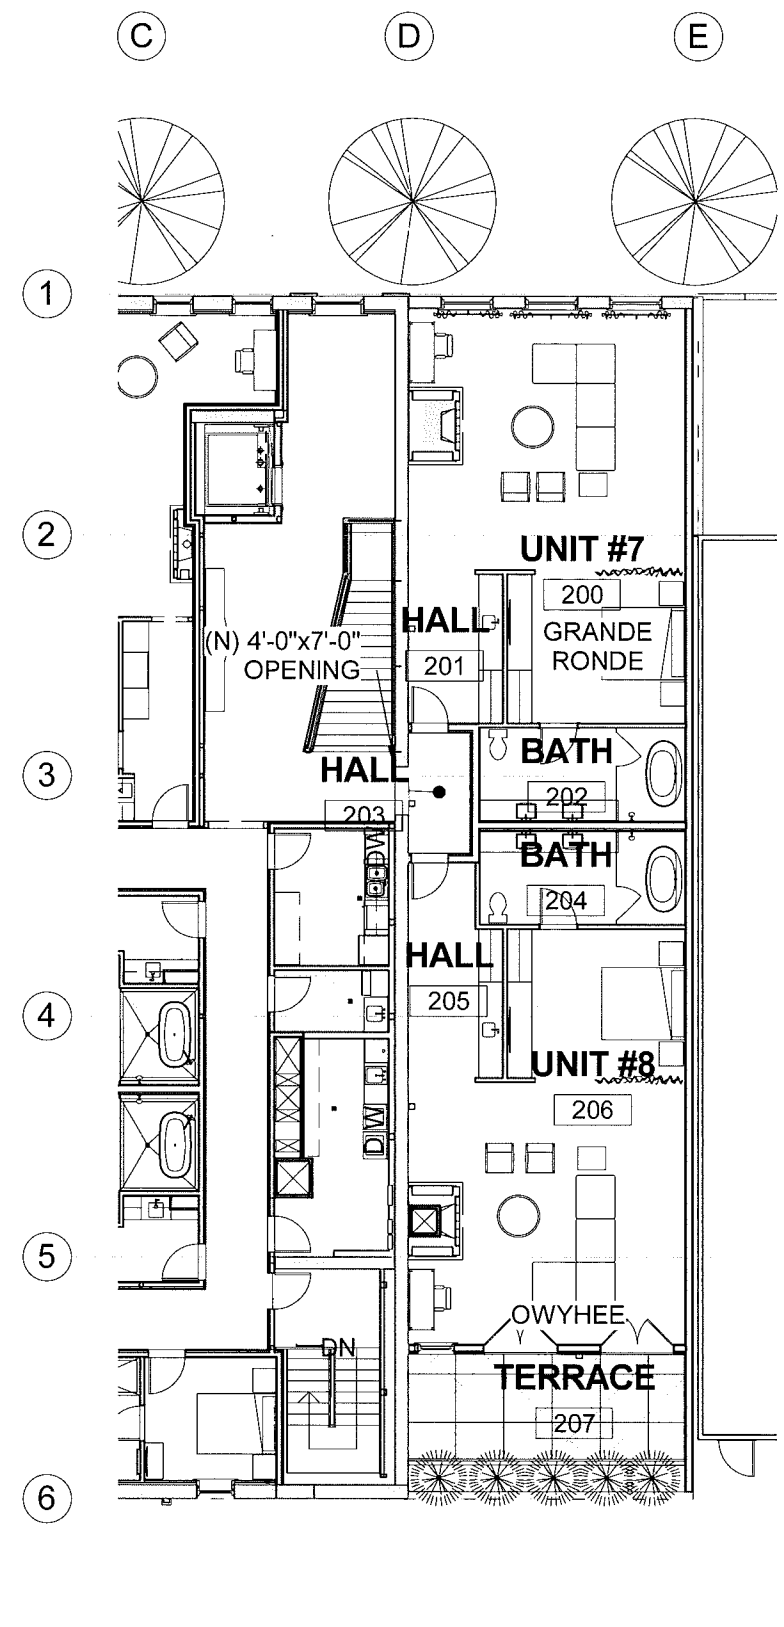 C
D
E
1
2
UNIT #7
200
GRANDE
RONDE
HALL
201
(N) 4'-0"x7'-0"
OPENING
3
BATH
202
HALL
203
DW
BATH
204
HALL
205
4
UNIT #8
206
D W
5
OWYHEE
DN
TERRACE
207
6